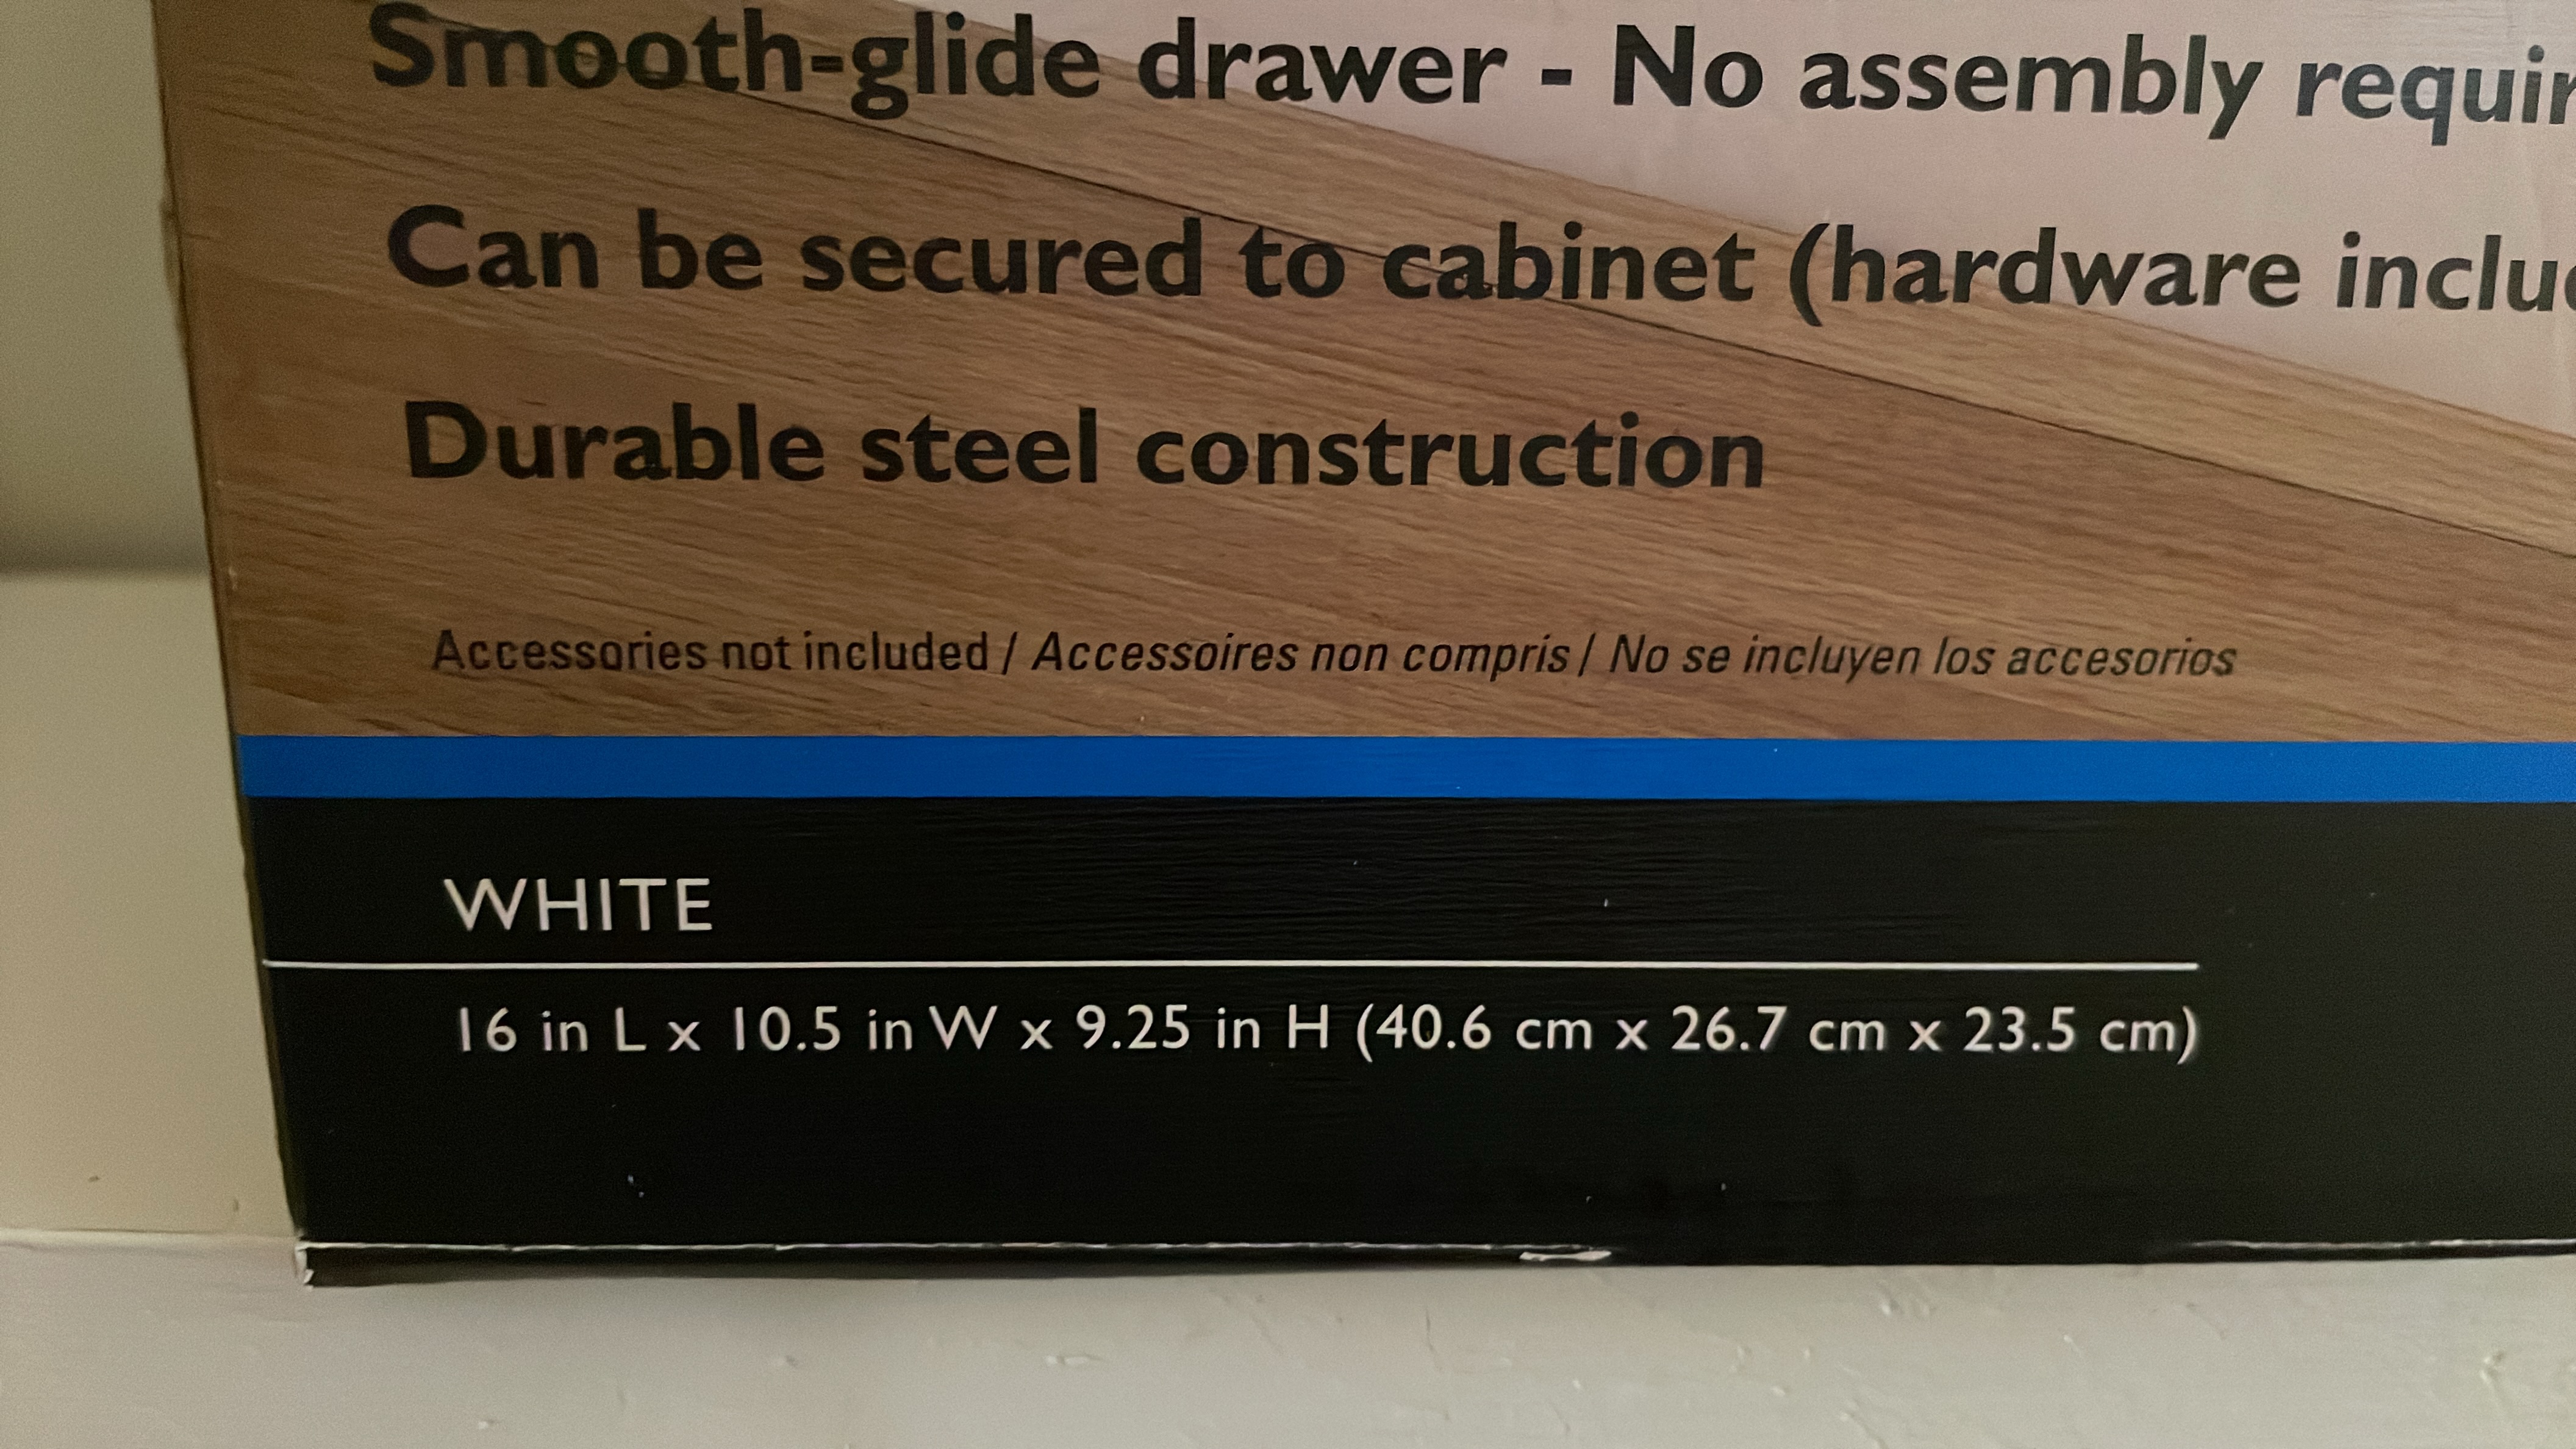 Smooth-glide drawer - No assembly requir
Can be secured to cabinet (hardware inclu
Durable steel construction
Accessories not included / Accessoires non compris / No se incluyen los accesorios
WHITE
16 in L x 10.5 in W x 9.25 in H (40.6 cm x 26.7 cm x 23.5 cm)